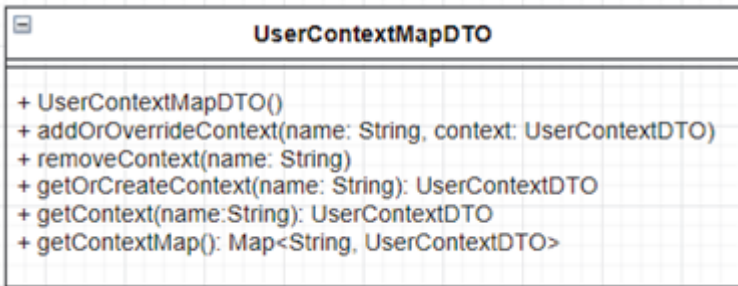 UserContextMapDTO
+ UserContextMapDTO()
+ addOrOverrideContext(name: String, context: UserContextDTO)
+ removeContext(name: String)
+ getOrCreateContext(name: String): UserContextDTO
+ getContext(name:String): UserContextDTO
+ getContextMap(): Map<String, UserContextDTO>